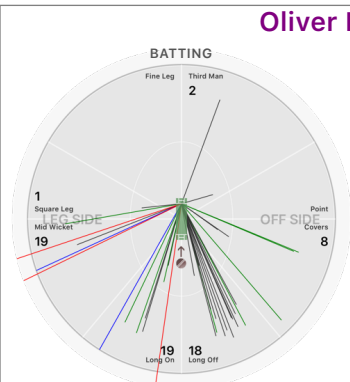 Oliver
BATTING
Fine Leg Third Man
2
1
Square Leg Point
LEG SIDE OFF SIDE
Mid Wicket Covers
19 8
19 18
Long On Long Off